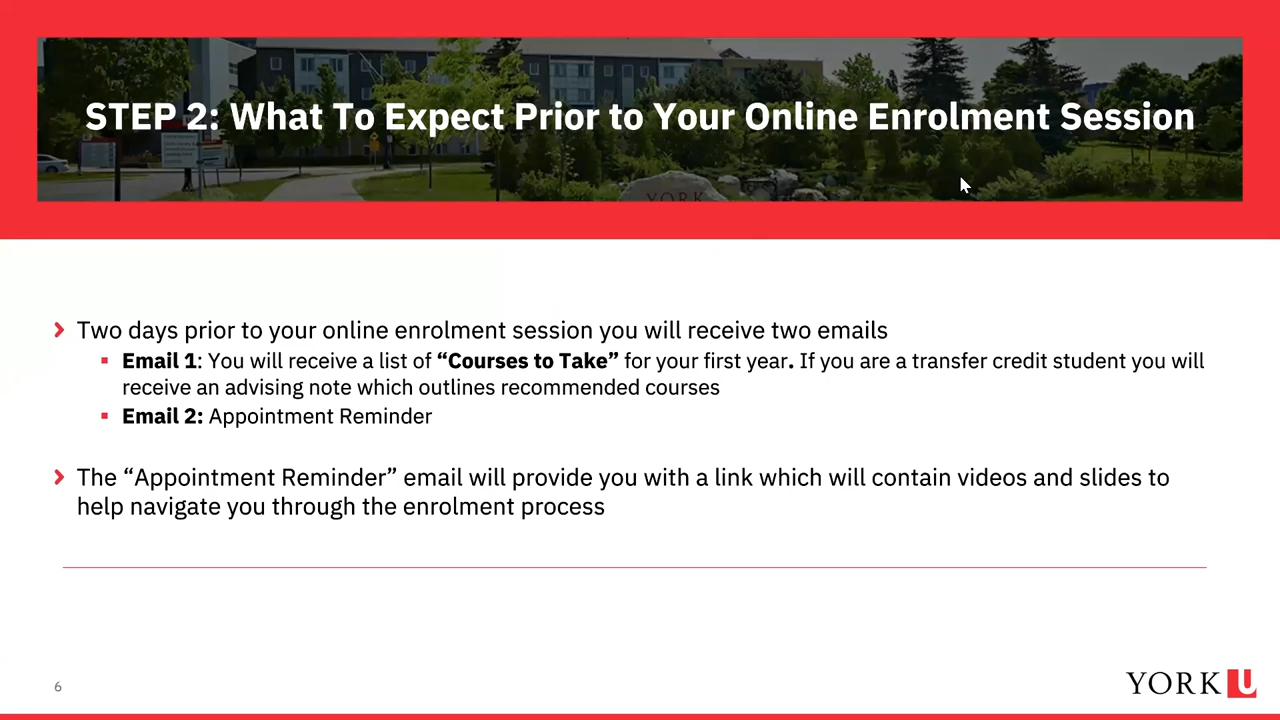 STEP 2: What To Expect Prior to Your Online Enrolment Session
YORK
Two days prior to your online enrolment session you will receive two emails
Email 1: You will receive a list of “Courses to Take” for your first year. If you are a transfer credit student you will
receive an advising note which outlines recommended courses
Email 2: Appointment Reminder
The “Appointment Reminder” email will provide you with a link which will contain videos and slides to
help navigate you through the enrolment process
6
YORK U